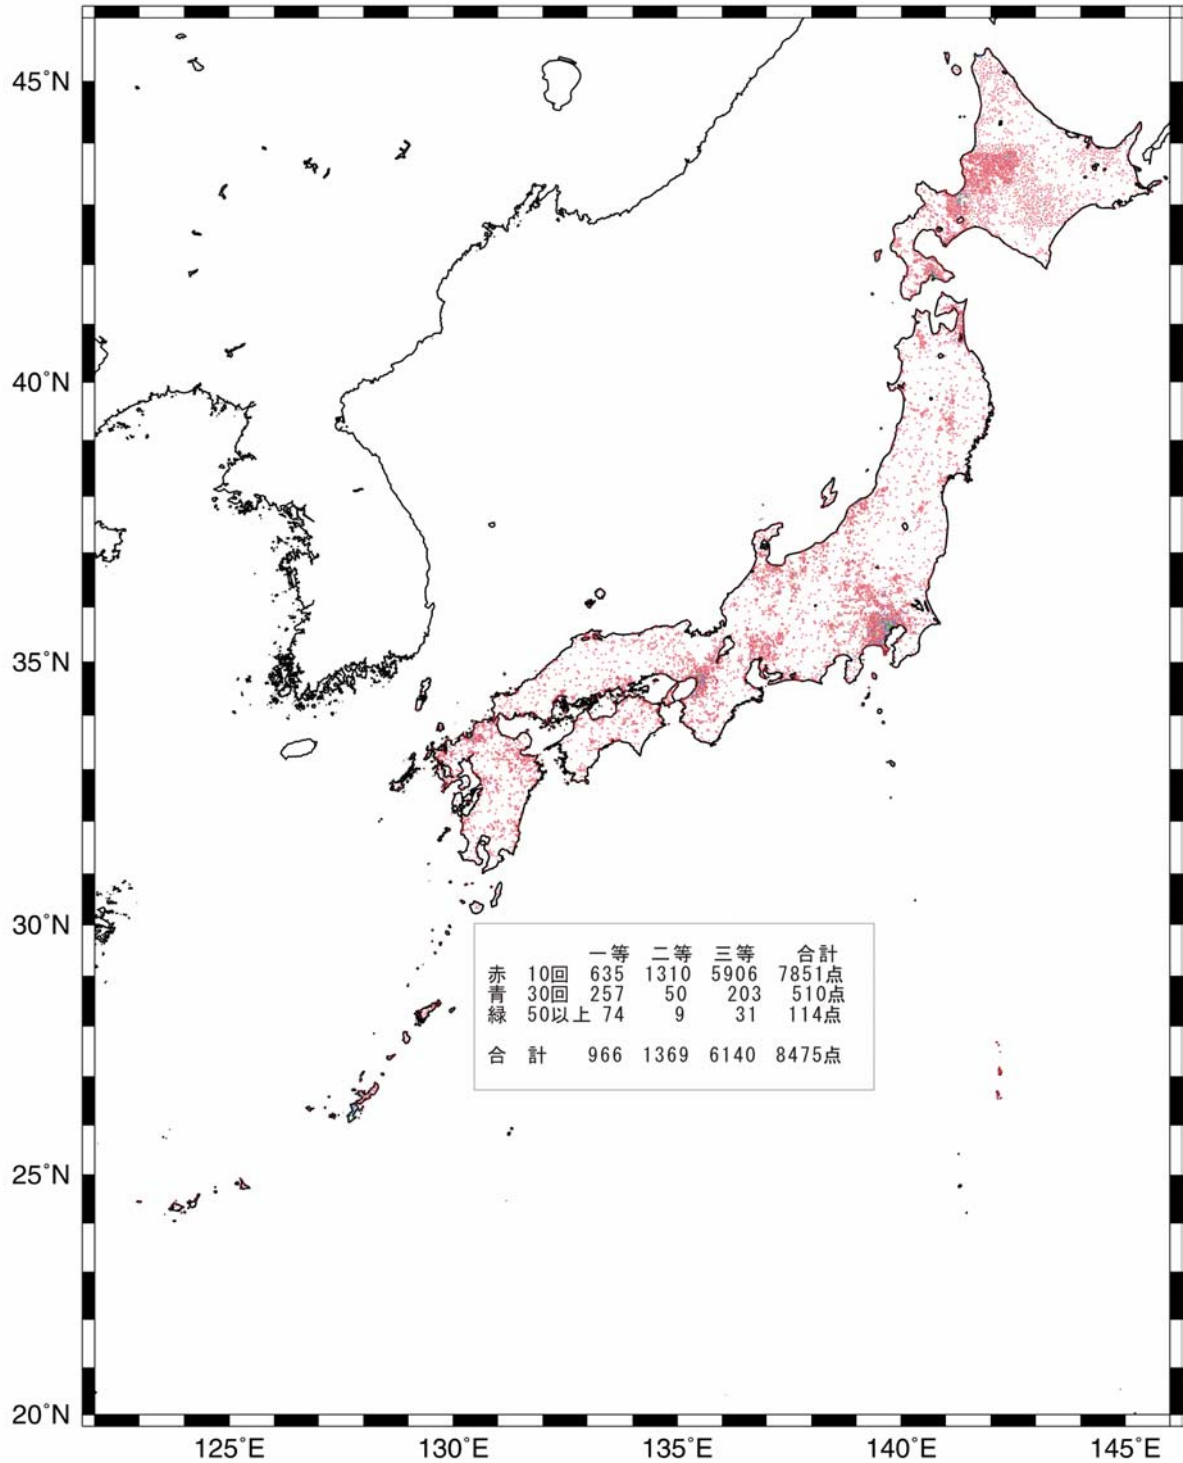 45°N
40°N
35°N
30°N
25°N
20°N
一等 二等 三等 合計
赤 10回 635 1310 5906 7851点
青 30回 257 50 203 510点
緑 50以上 74 9 31 114点
合 計 966 1369 6140 8475点
125°E 130°E 135°E 140°E 145°E